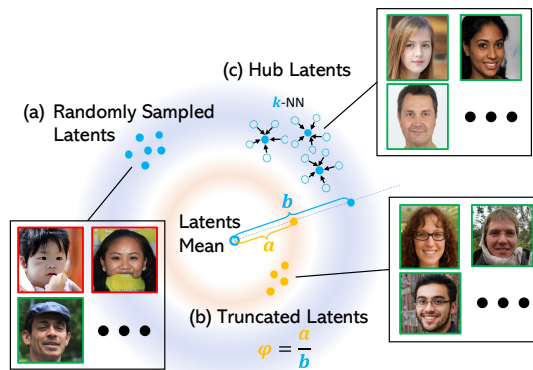 (c) Hub Latents
k-NN
(a) Randomly Sampled
Latents
b
Latents
Mean
a
(b) Truncated Latents
φ = a/b